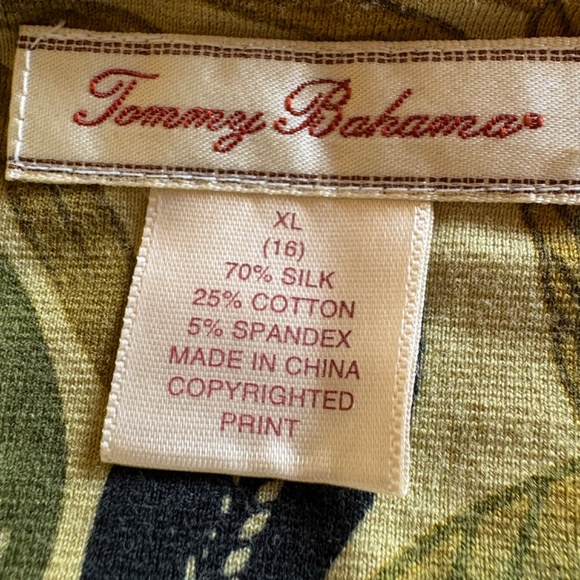 Tommy Bahama®
XL
(16)
70% SILK
25% COTTON
5% SPANDEX
MADE IN CHINA
COPYRIGHTED
PRINT